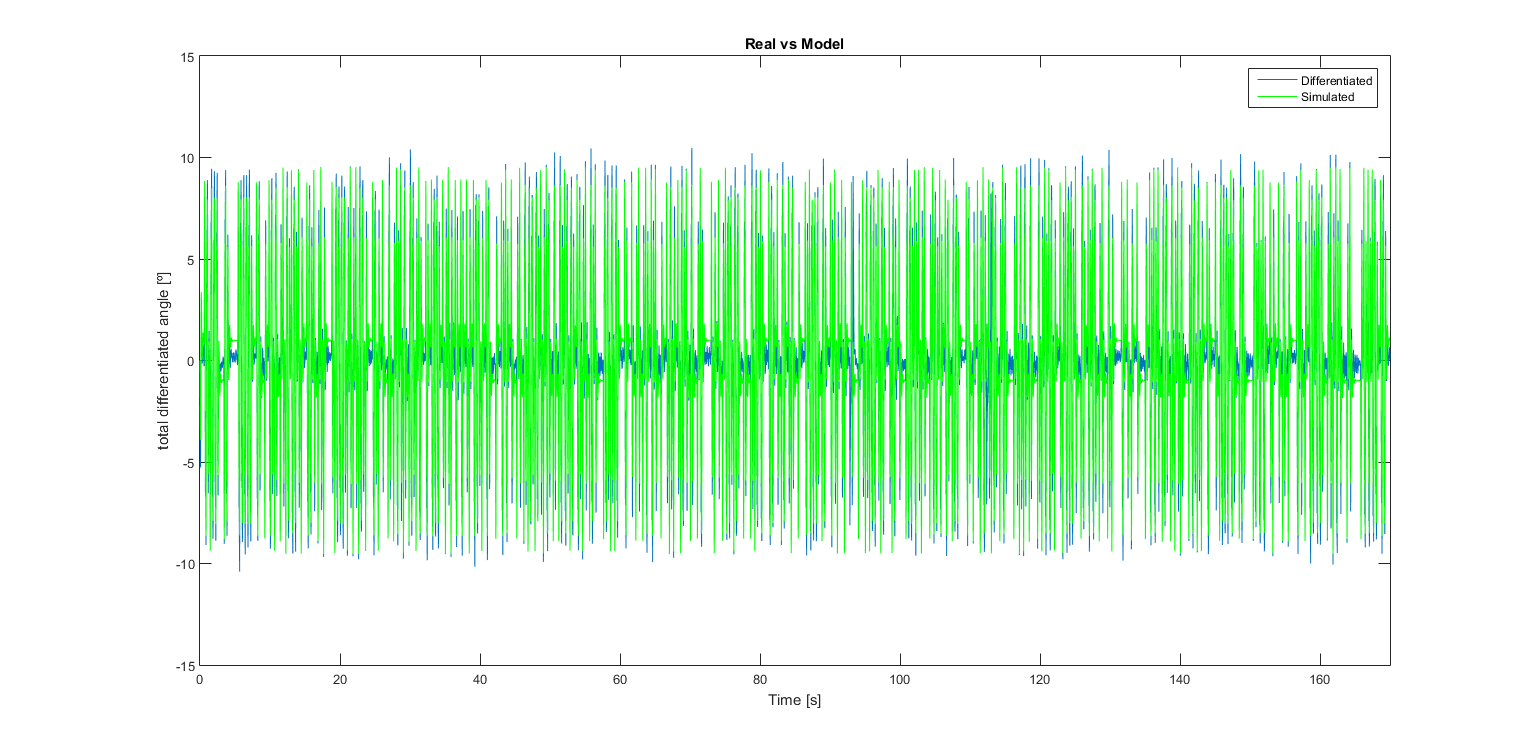 Real vs Model
Differentiated
Simulated
total differentiated angle [º]
15
10
5
0
-5
-10
-15
0 20 40 60 80 100 120 140 160
Time [s]